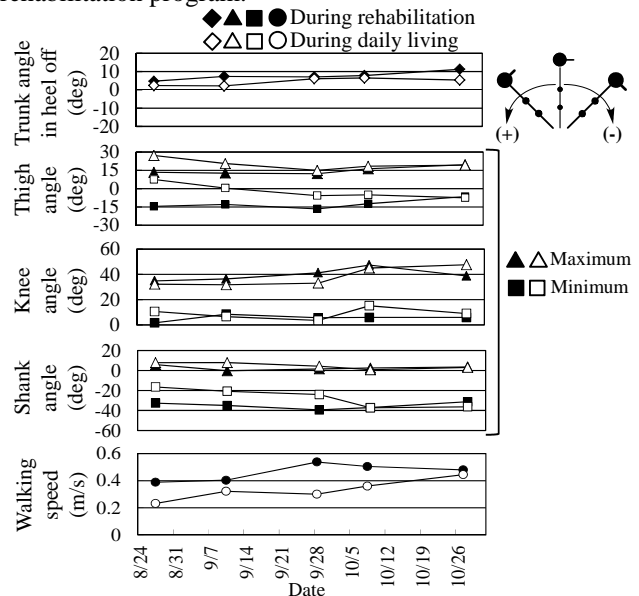 rehabilitation program.
During rehabilitation
During daily living
Trunk angle
in heel off
(deg)
20
10
0
-10
-20
(+)
(-)
Thigh
angle
(deg)
30
15
0
-15
-30
Knee
angle
(deg)
60
40
20
0
Maximum
Minimum
Shank
angle
(deg)
20
0
-20
-40
-60
Walking
speed
(m/s)
0.6
0.4
0.2
0
8/24
8/31
9/7
9/14
9/21
9/28
10/5
10/12
10/19
10/26
Date